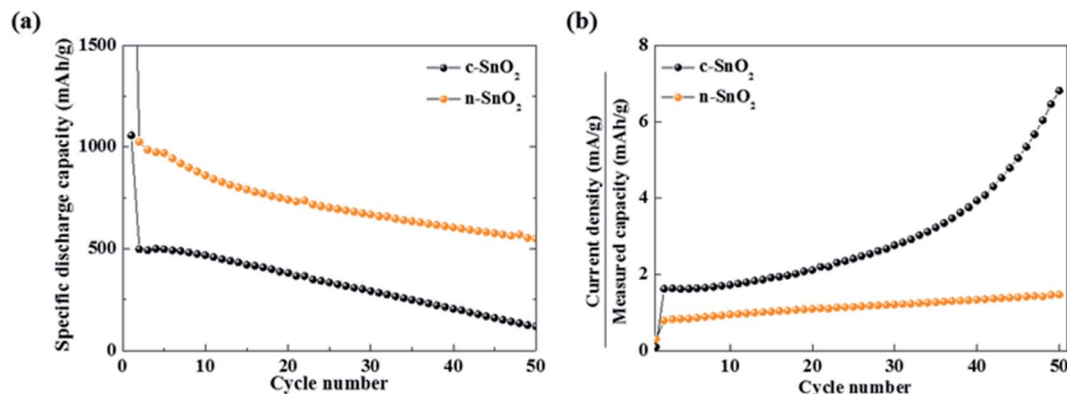 (a)
Specific discharge capacity (mAh/g)
1500
1000
500
0
c-SnO₂
n-SnO₂
0 10 20 30 40 50
Cycle number
(b)
Current density (mA/g)
Measured capacity (mAh/g)
8
6
4
2
0
c-SnO₂
n-SnO₂
10 20 30 40 50
Cycle number